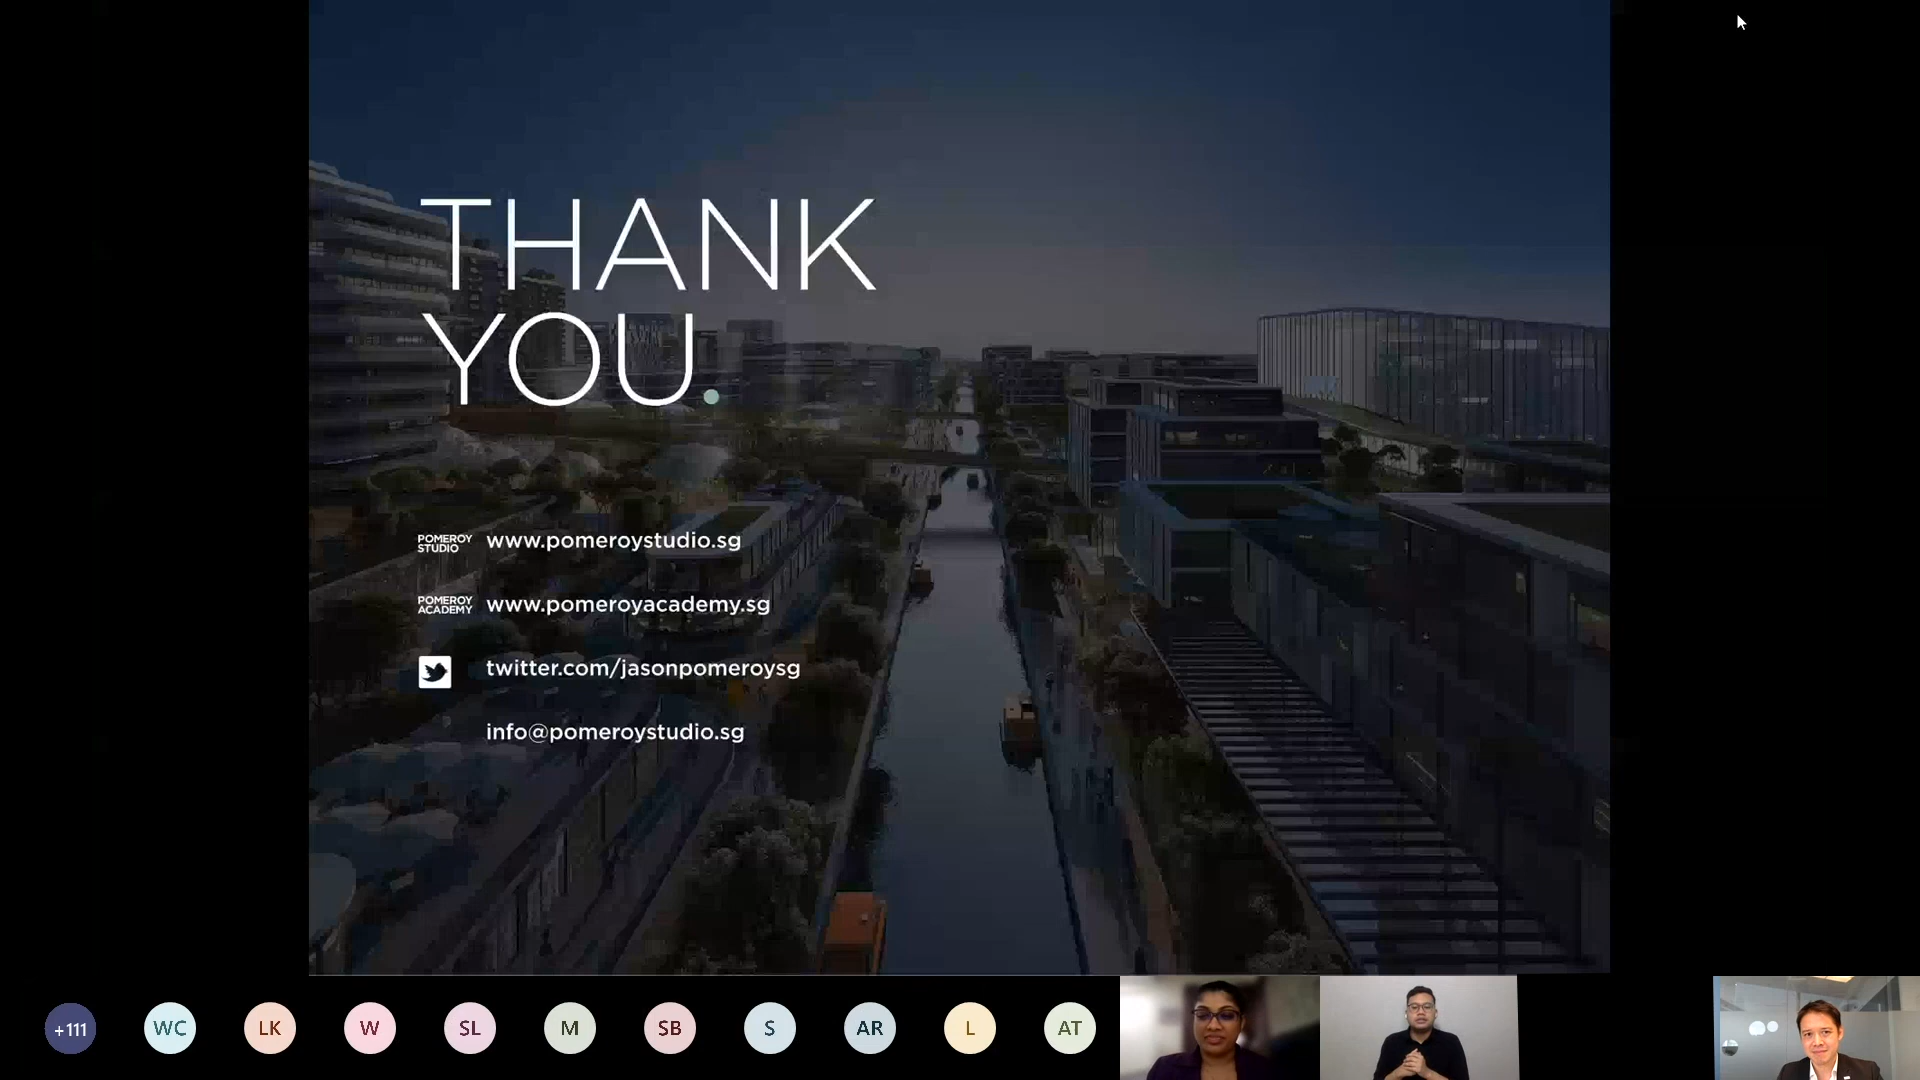 THANK
YOU.
POMEROY
STUDIO
www.pomeroystudio.sg
POMEROY
ACADEMY
www.pomeroyacademy.sg
twitter.com/jasonpomeroysg
info@pomeroystudio.sg
+111
WC
LK
W
SL
M
SB
S
AR
L
AT